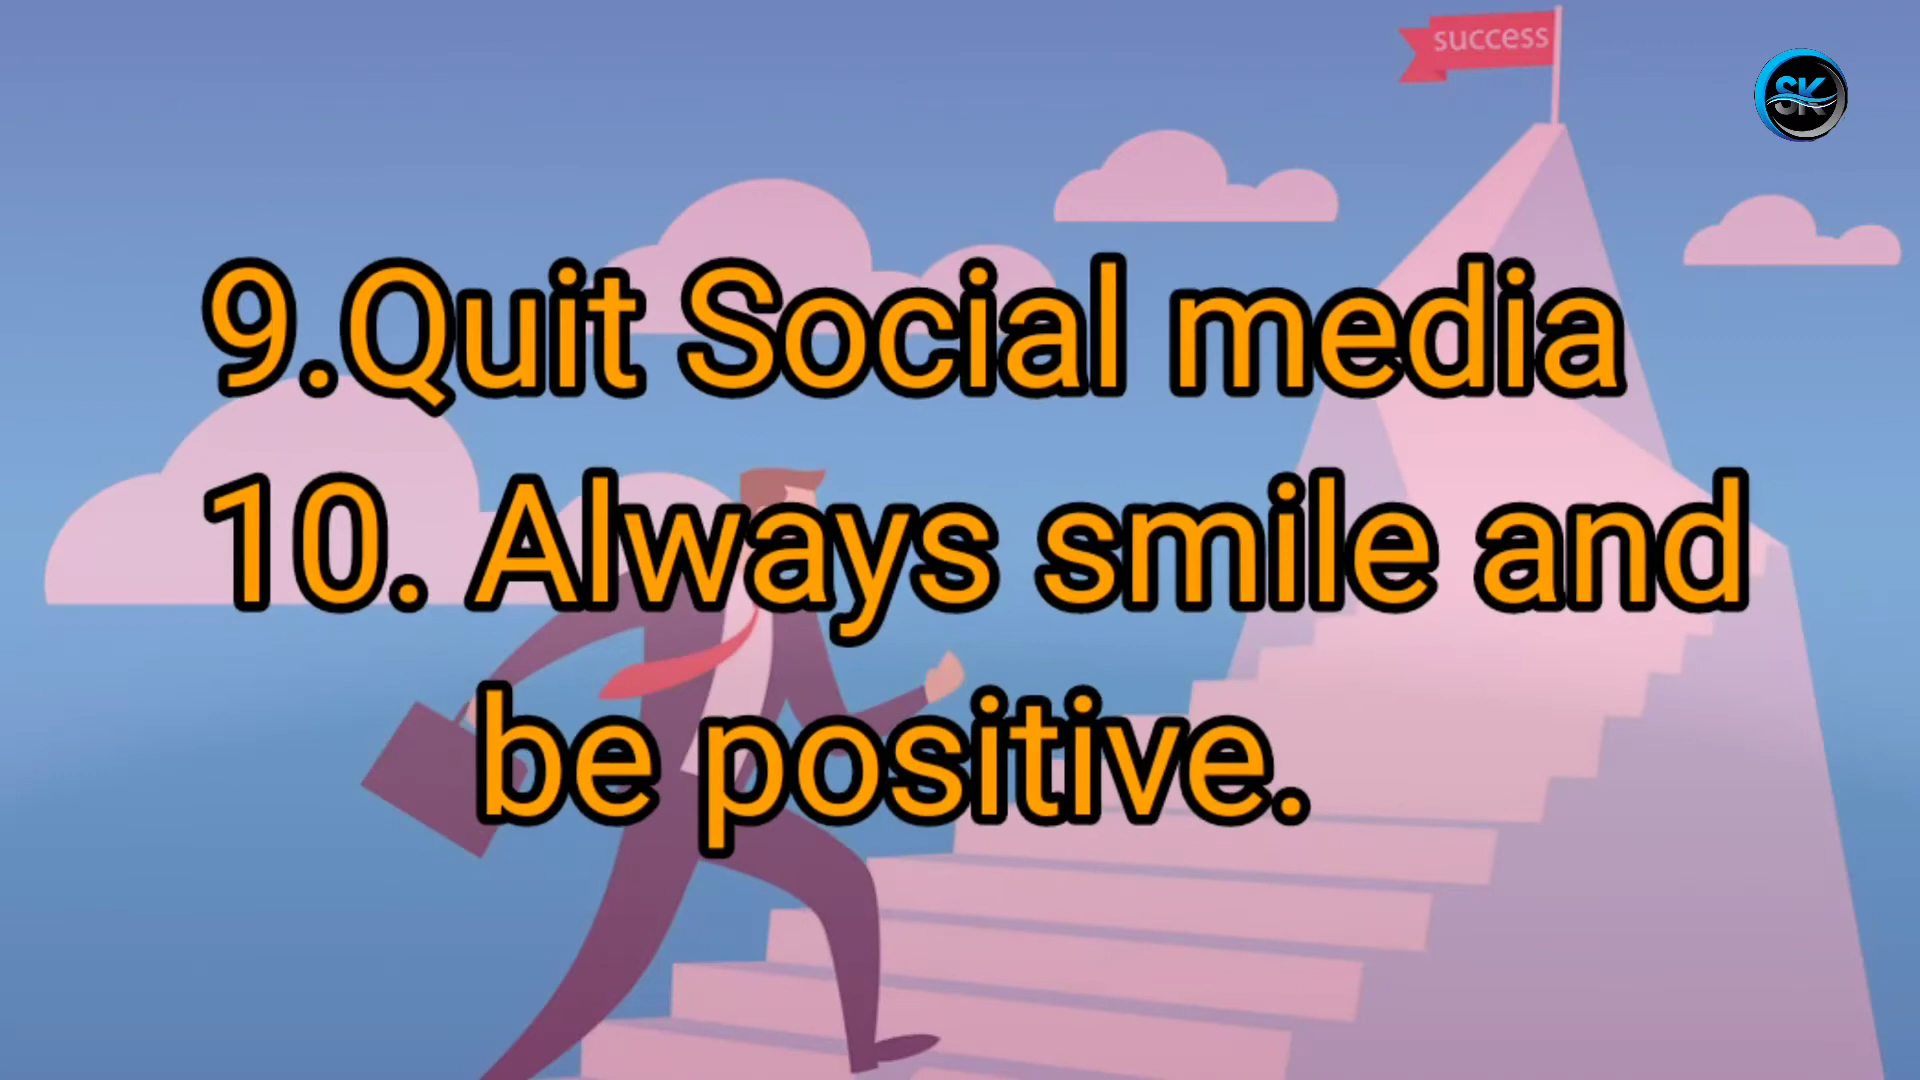 success
SK
9.Quit Social media
10. Always smile and
be positive.